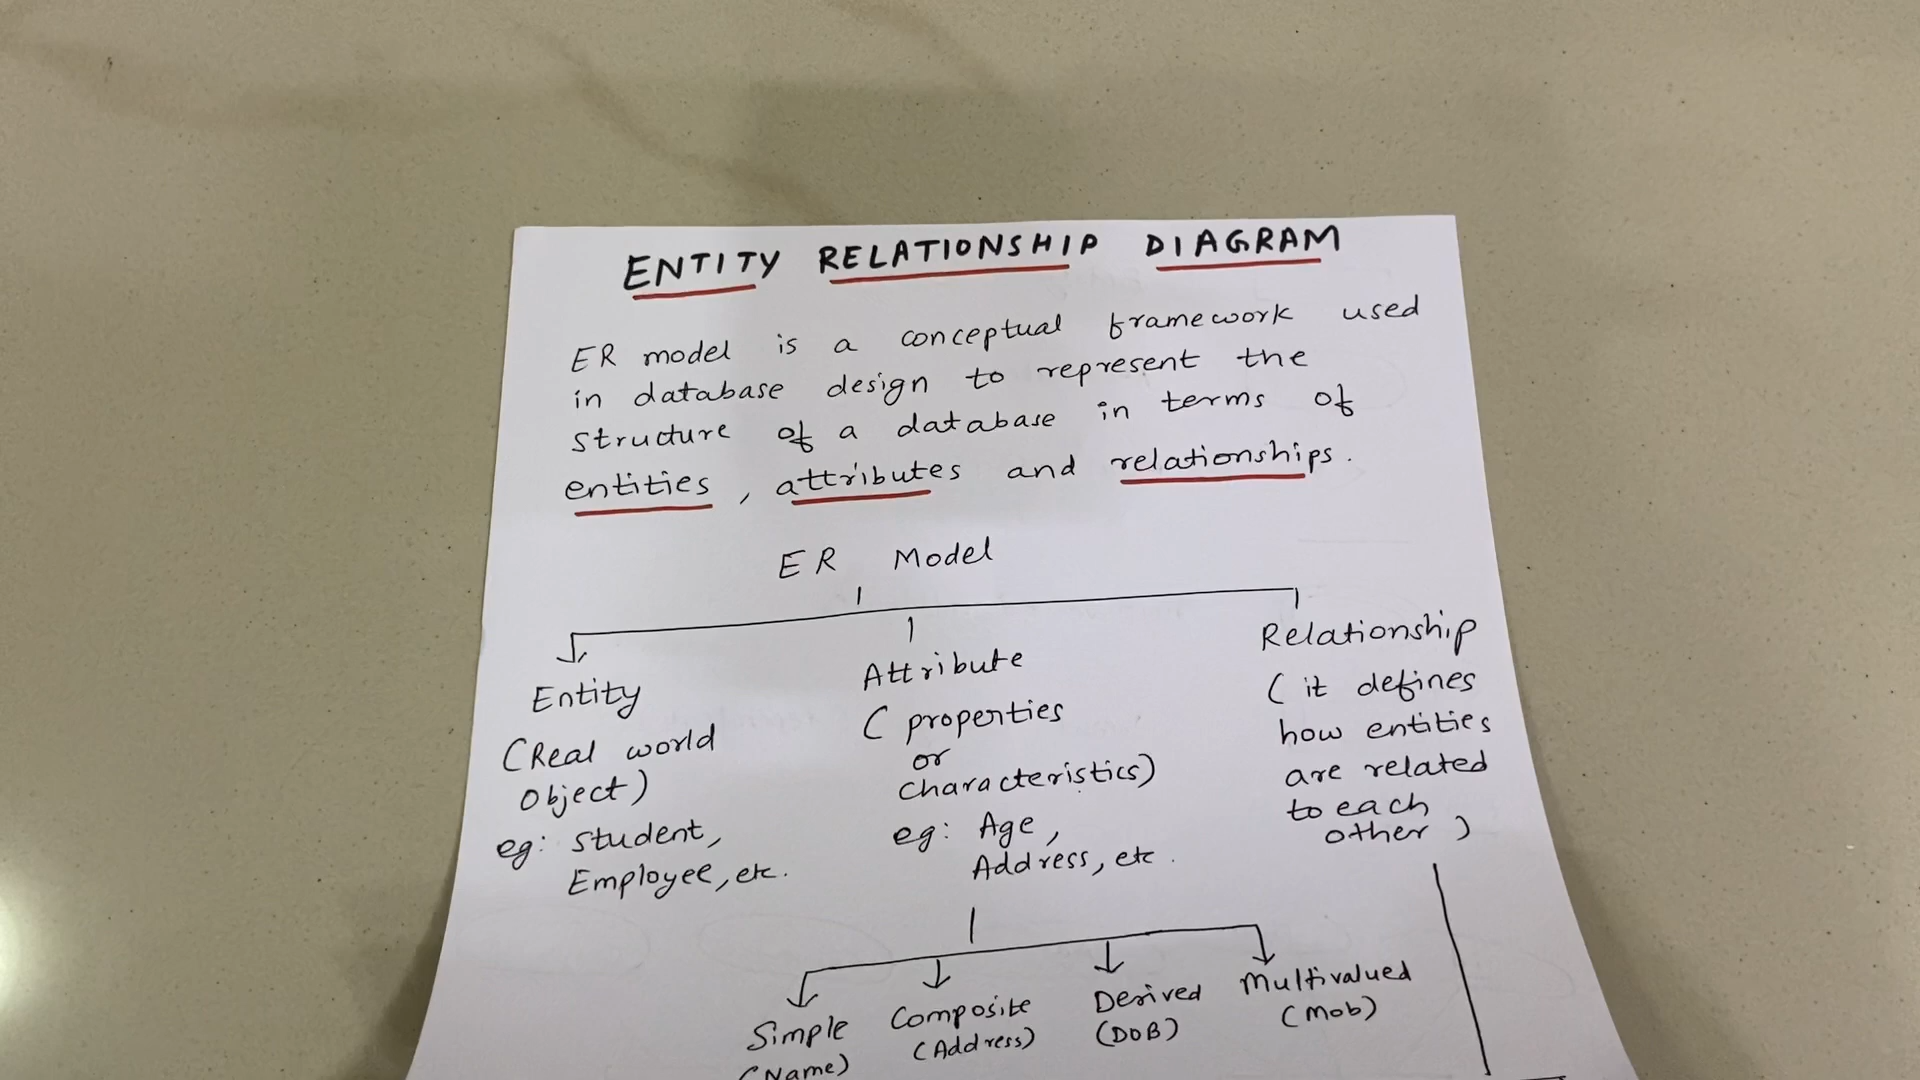 ENTITY RELATIONSHIP DIAGRAM
ER model is a conceptual framework used
in database design to represent the
structure of a database in terms of
entities, attributes and relationships.
ER Model
Entity
(Real world
object)
eg: Student,
Employee, etc.
Attribute
(properties
or
characteristics)
eg: Age,
Address, etc.
Relationship
(it defines
how entities
are related
to each
other)
Simple
(Name)
Composite
(Address)
Derived
(DOB)
Multivalued
(Mob)